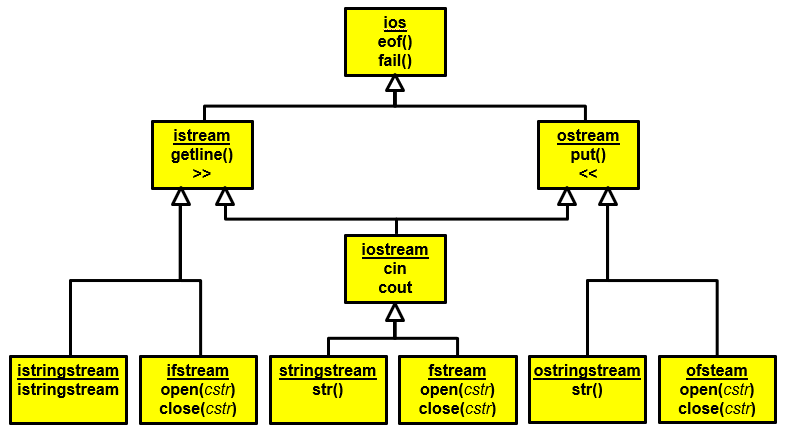 ios
eof()
fail()
istream
getline()
>>
ostream
put()
<<
iostream
cin
cout
istringstream
istringstream
ifstream
open(cstr)
close(cstr)
stringstream
str()
fstream
open(cstr)
close(cstr)
ostringstream
str()
ofsteam
open(cstr)
close(cstr)